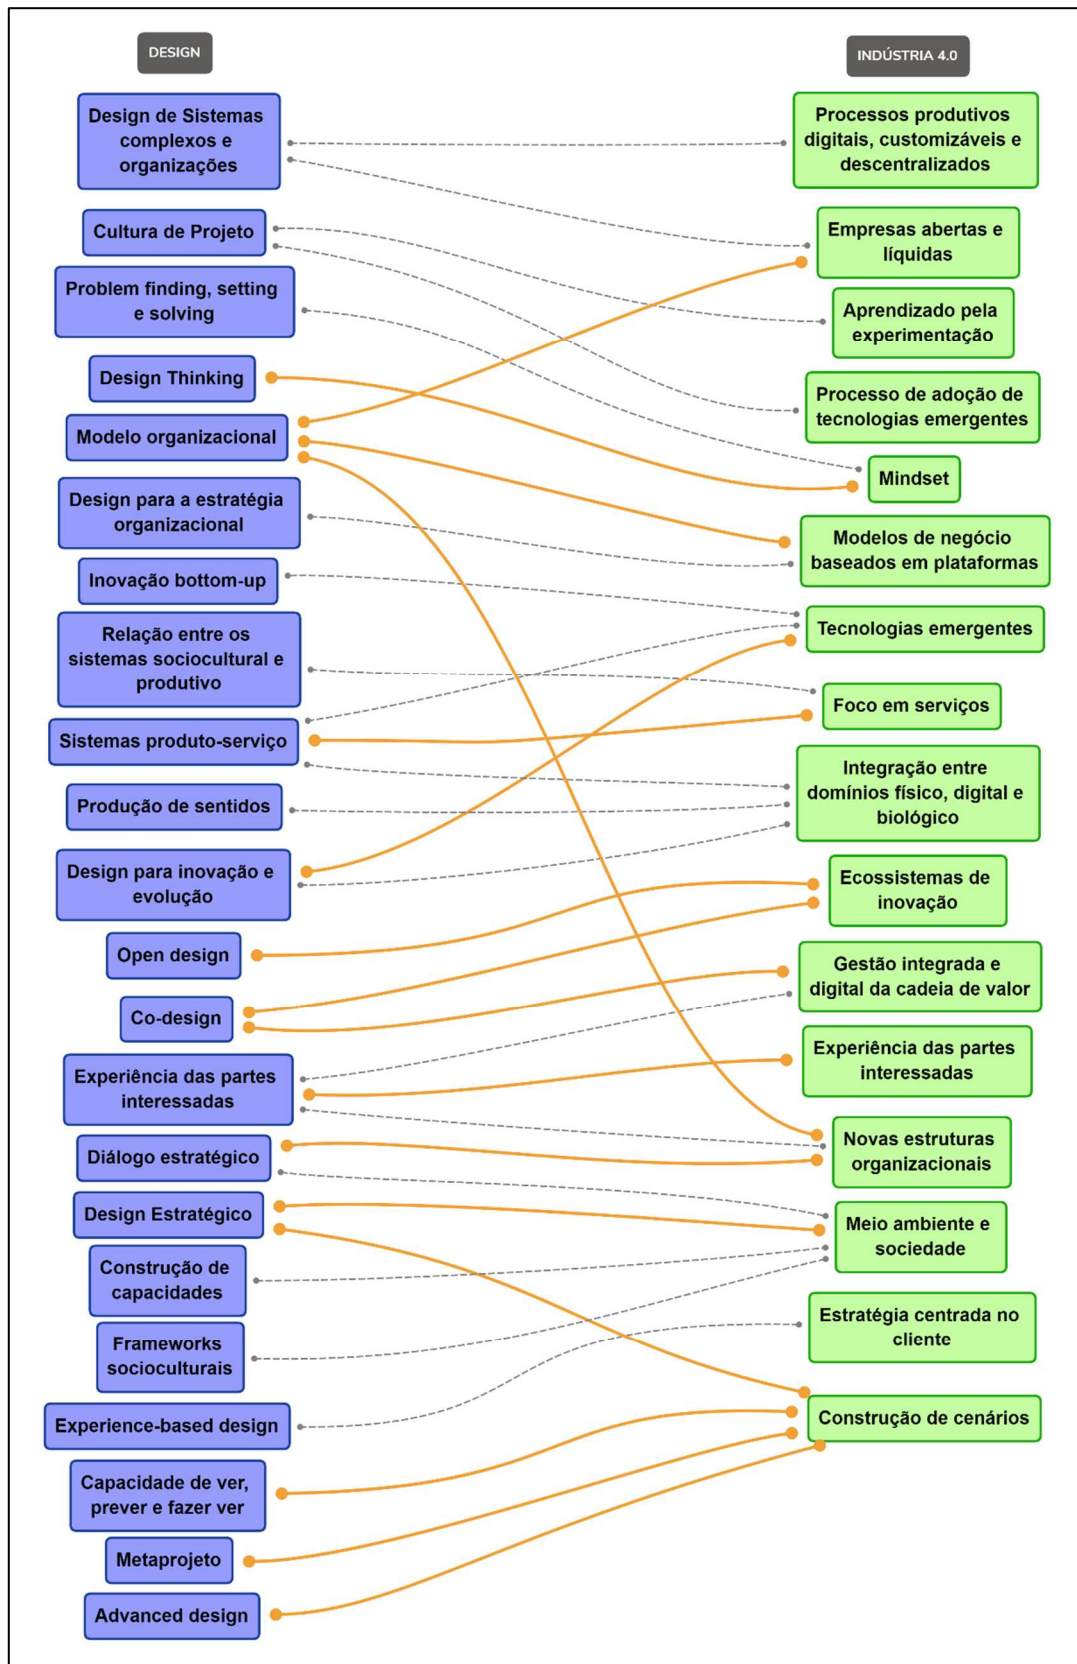 DESIGN
Design de Sistemas
complexos e
organizações
Cultura de Projeto
Problem finding, setting
e solving
Design Thinking
Modelo organizacional
Design para a estratégia
organizacional
Inovação bottom-up
Relação entre os
sistemas sociocultural e
produtivo
Sistemas produto-serviço
Produção de sentidos
Design para inovação e
evolução
Open design
Co-design
Experiência das partes
interessadas
Diálogo estratégico
Design Estratégico
Construção de
capacidades
Frameworks
socioculturais
Experience-based design
Capacidade de ver,
prever e fazer ver
Metaprojeto
Advanced design
INDÚSTRIA 4.0
Processos produtivos
digitais, customizáveis e
descentralizados
Empresas abertas e
líquidas
Aprendizado pela
experimentação
Processo de adoção de
tecnologias emergentes
Mindset
Modelos de negócio
baseados em plataformas
Tecnologias emergentes
Foco em serviços
Integração entre
domínios físico, digital e
biológico
Ecossistemas de
inovação
Gestão integrada e
digital da cadeia de valor
Experiência das partes
interessadas
Novas estruturas
organizacionais
Meio ambiente e
sociedade
Estratégia centrada no
cliente
Construção de cenários